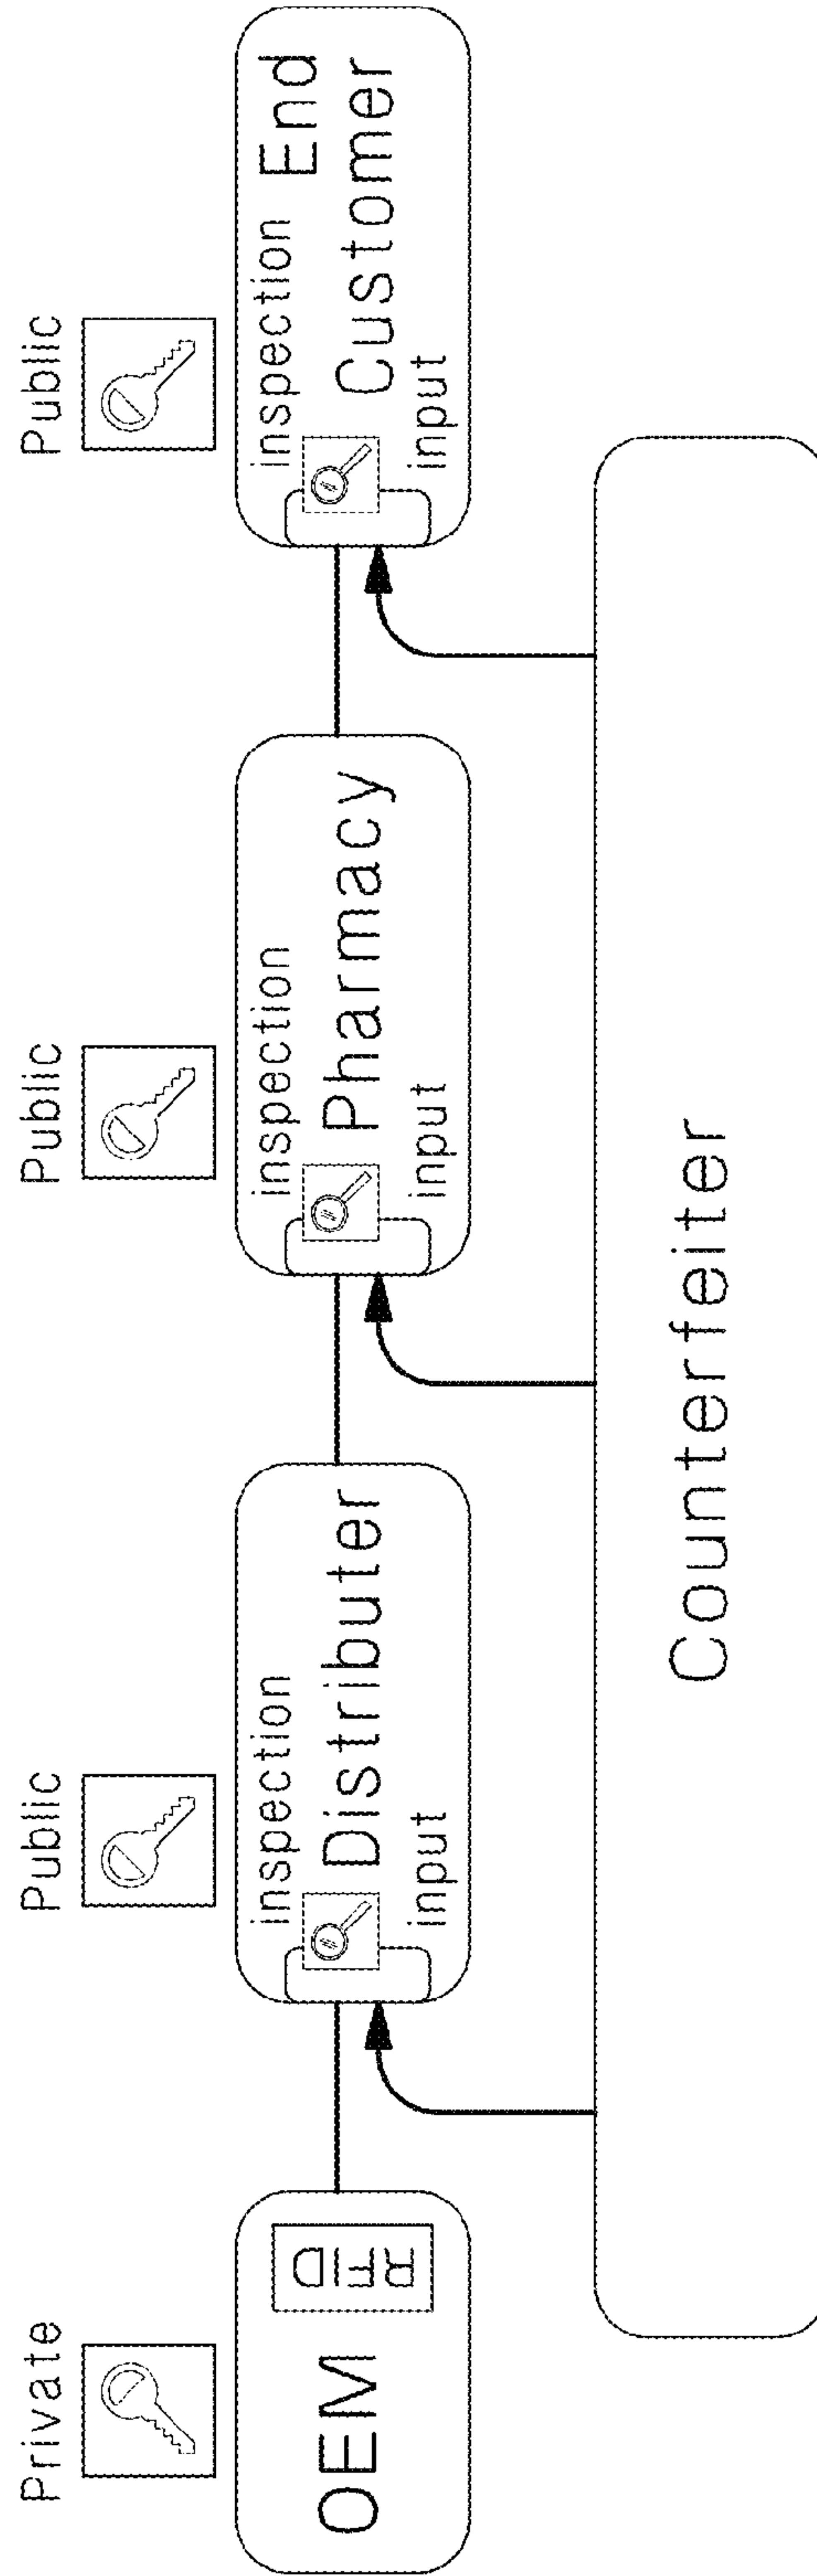 Private
Public
Public
Public
OEM
RFID
inspection
Distributer
input
inspection
Pharmacy
input
inspection
End
Customer
input
Counterfeiter